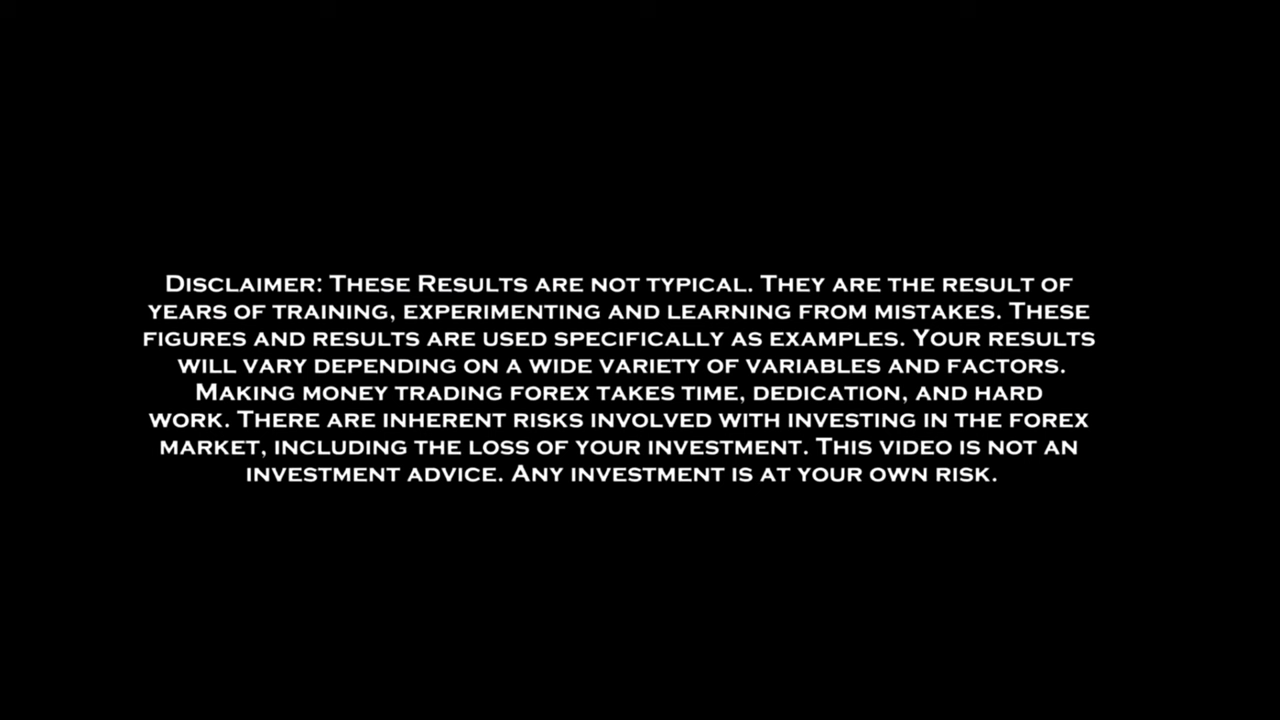 Disclaimer: These Results are not typical. They are the result of
years of training, experimenting and learning from mistakes. These
figures and results are used specifically as examples. Your results
will vary depending on a wide variety of variables and factors.
Making money trading forex takes time, dedication, and hard
work. There are inherent risks involved with investing in the forex
market, including the loss of your investment. This video is not an
investment advice. Any investment is at your own risk.